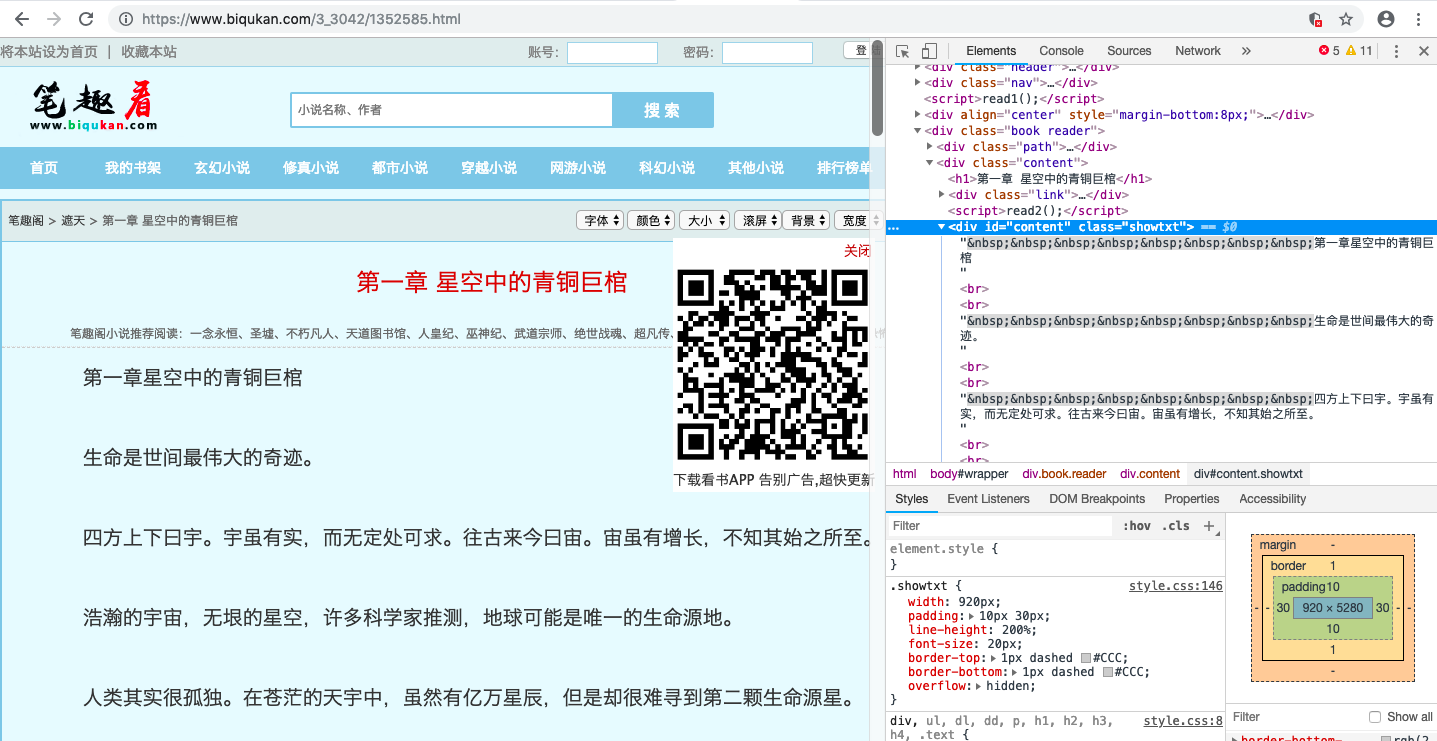 https://www.biqukan.com/3_3042/1352585.html
将本站设为首页 | 收藏本站 账号： 密码： 登
笔趣看
www.biqukan.com
小说名称、作者 搜 索
首页 我的书架 玄幻小说 修真小说 都市小说 穿越小说 网游小说 科幻小说 其他小说 排行榜单
笔趣阁 > 遮天 > 第一章 星空中的青铜巨棺 字体 颜色 大小 滚屏 背景 宽度
关闭
第一章 星空中的青铜巨棺
笔趣阁小说推荐阅读：一念永恒、圣墟、不朽凡人、天道图书馆、人皇纪、巫神纪、武道宗师、绝世战魂、超凡传、
下载看书APP 告别广告,超快更新
第一章星空中的青铜巨棺
生命是世间最伟大的奇迹。
四方上下曰宇。宇虽有实，而无定处可求。往古来今曰宙。宙虽有增长，不知其始之所至。
浩瀚的宇宙，无垠的星空，许多科学家推测，地球可能是唯一的生命源地。
人类其实很孤独。在苍茫的天宇中，虽然有亿万星辰，但是却很难寻到第二颗生命源星。
Elements Console Sources Network » 5 11
<div class="header">…</div>
<div class="nav">…</div>
<script>read1();</script>
<div align="center" style="margin-bottom:8px;">…</div>
<div class="book reader">
<div class="path">…</div>
<div class="content">
<h1>第一章 星空中的青铜巨棺</h1>
<div class="link">…</div>
<script>read2();</script>
… <div id="content" class="showtxt"> == $0
"&nbsp;&nbsp;&nbsp;&nbsp;&nbsp;&nbsp;&nbsp;&nbsp;第一章星空中的青铜巨
棺
"
<br>
<br>
"&nbsp;&nbsp;&nbsp;&nbsp;&nbsp;&nbsp;&nbsp;&nbsp;生命是世间最伟大的奇
迹。
"
<br>
<br>
"&nbsp;&nbsp;&nbsp;&nbsp;&nbsp;&nbsp;&nbsp;&nbsp;四方上下曰宇。宇虽有
实，而无定处可求。往古来今曰宙。宙虽有增长，不知其始之所至。
"
<br>
<br>
html body#wrapper div.book.reader div.content div#content.showtxt
Styles Event Listeners DOM Breakpoints Properties Accessibility
Filter :hov .cls +
element.style {
}
.showtxt { style.css:146
width: 920px;
padding: 10px 30px;
line-height: 200%;
font-size: 20px;
border-top: 1px dashed #CCC;
border-bottom: 1px dashed #CCC;
overflow: hidden;
}
div, ul, dl, dd, p, h1, h2, h3, style.css:8
h4, .text {
margin -
border 1
padding 10
- - 30 920 × 5280 30 - -
10
1
-
Filter Show all
border-bottom- rgb(2